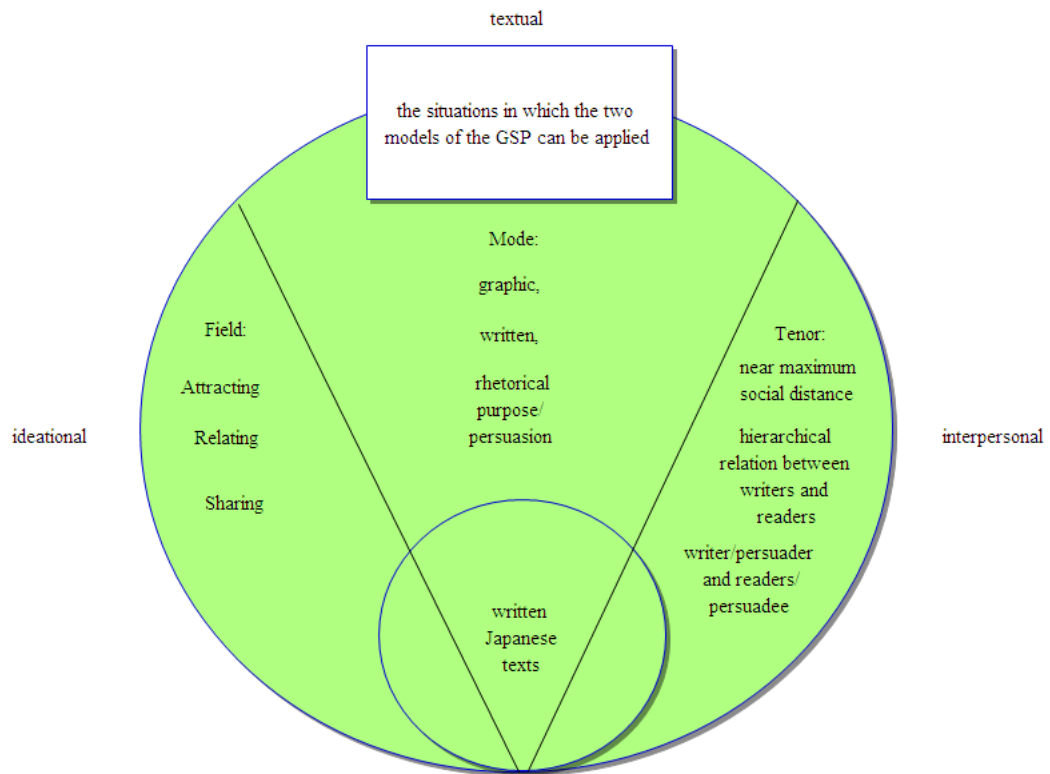 textual
the situations in which the two
models of the GSP can be applied
Mode:
graphic,
written,
rhetorical
purpose/
persuasion
Field:
Attracting
Relating
Sharing
ideational
Tenor:
near maximum
social distance
hierarchical
relation between
writers and
readers
writer/persuader
and readers/
persuadee
interpersonal
written
Japanese
texts